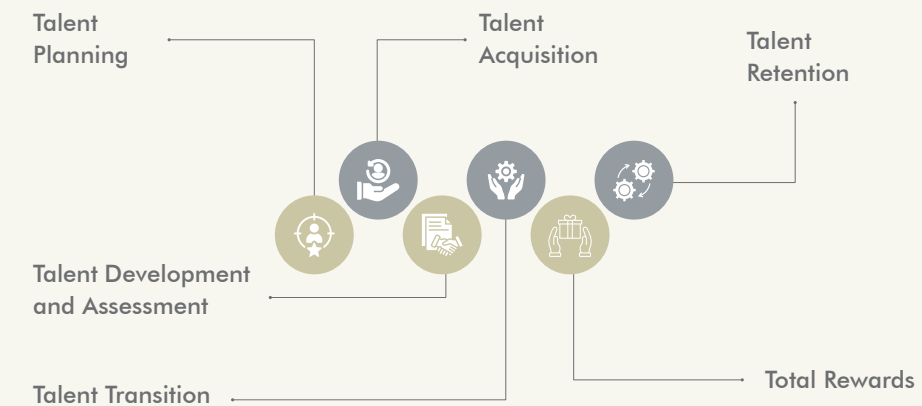 Talent
Planning
Talent
Acquisition
Talent
Retention
Talent Development
and Assessment
Talent Transition
Total Rewards